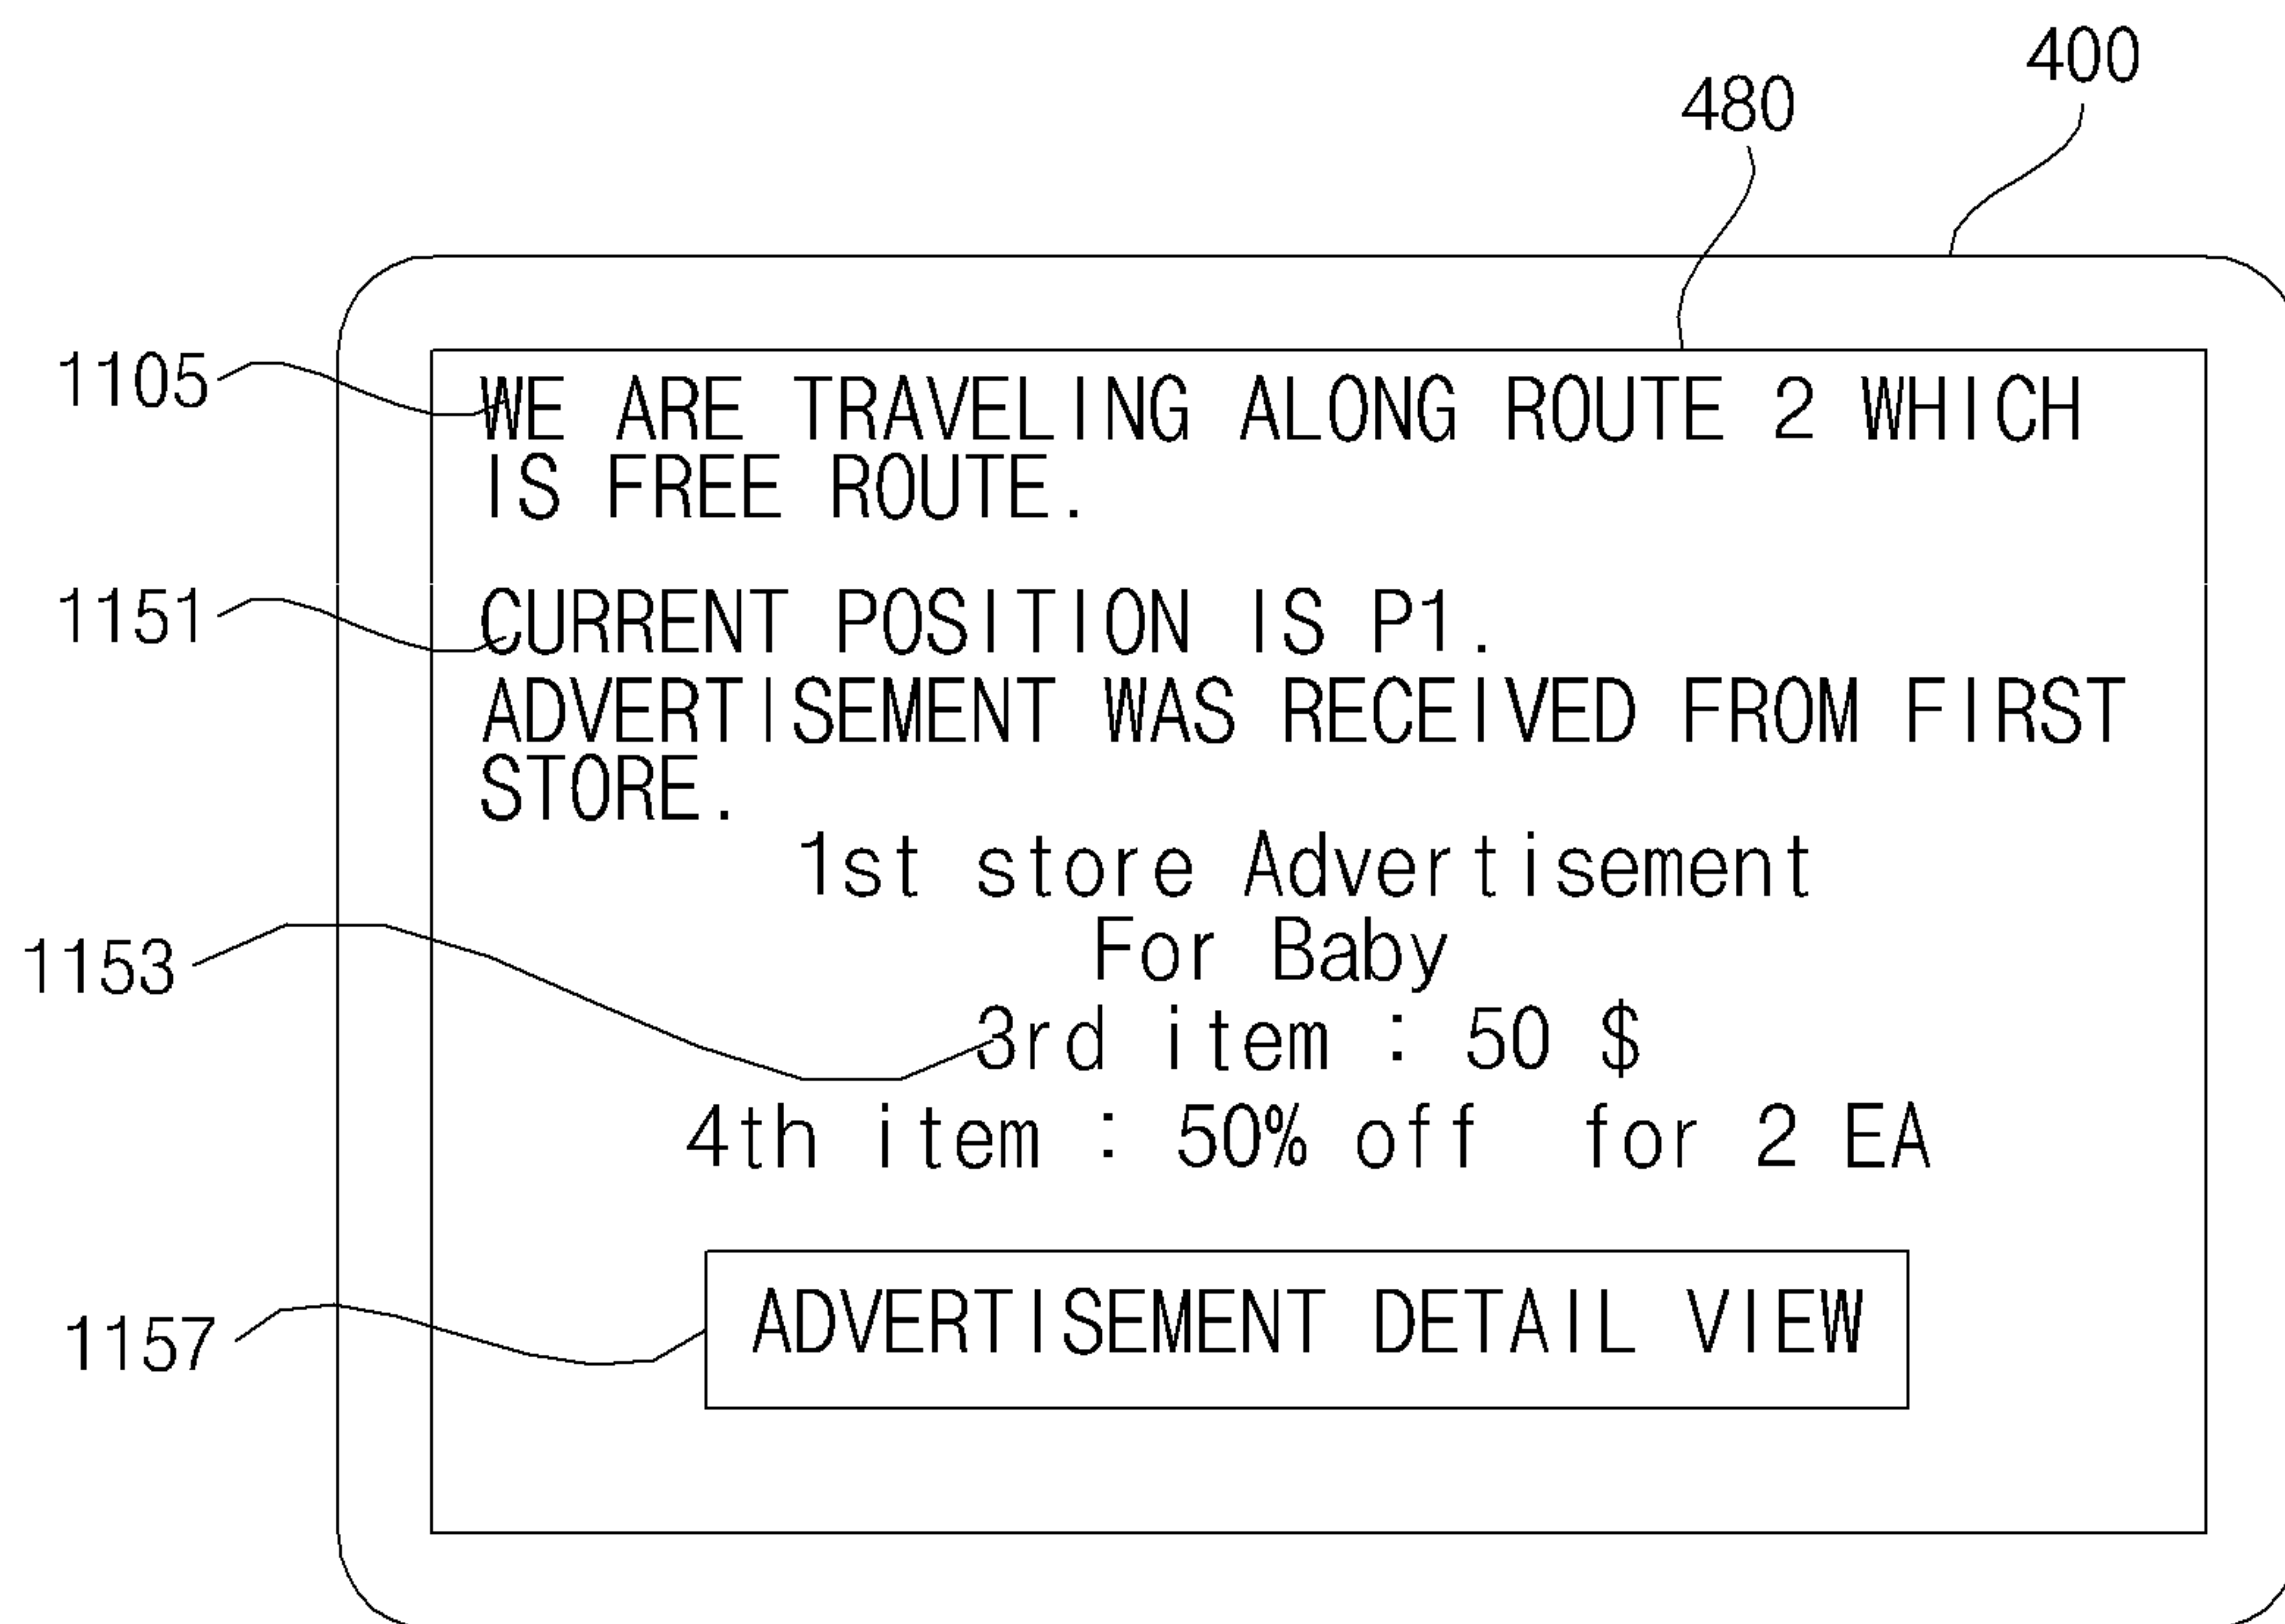 400
480
1105
WE ARE TRAVELING ALONG ROUTE 2 WHICH
IS FREE ROUTE.
1151
CURRENT POSITION IS P1.
ADVERTISEMENT WAS RECEIVED FROM FIRST
STORE.
1st store Advertisement
For Baby
1153
3rd item : 50 $
4th item : 50% off for 2 EA
1157
ADVERTISEMENT DETAIL VIEW